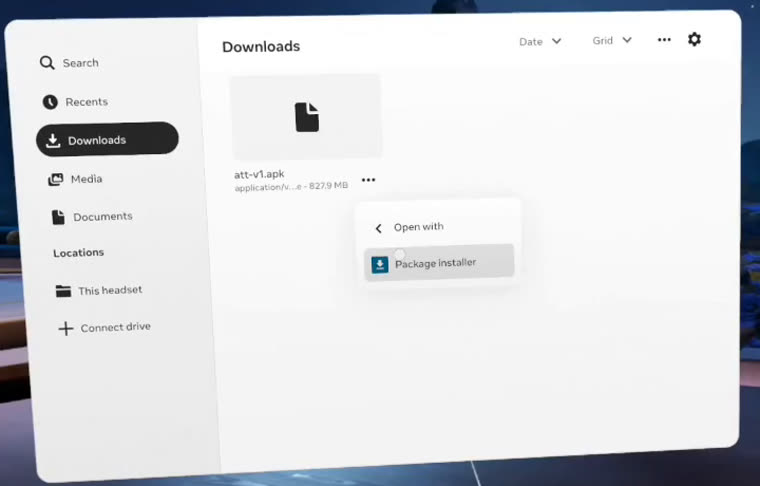 Search
Recents
Downloads
Media
Documents
Locations
This headset
Connect drive
Downloads
Date
Grid
att-v1.apk
application/v...e - 827.9 MB
Open with
Package installer